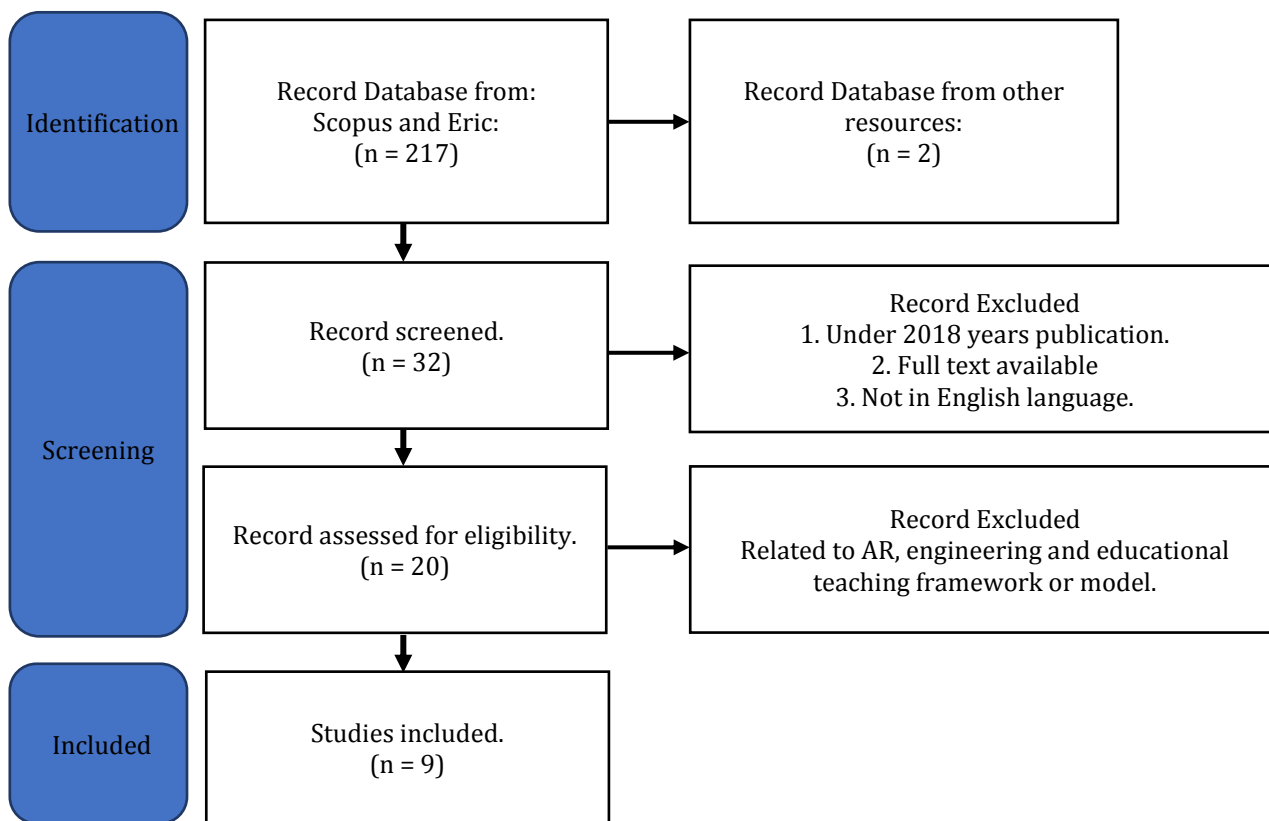 Identification
Record Database from:
Scopus and Eric:
(n = 217)
Record Database from other
resources:
(n = 2)
Screening
Record screened.
(n = 32)
Record Excluded
1. Under 2018 years publication.
2. Full text available
3. Not in English language.
Record assessed for eligibility.
(n = 20)
Record Excluded
Related to AR, engineering and educational
teaching framework or model.
Included
Studies included.
(n = 9)